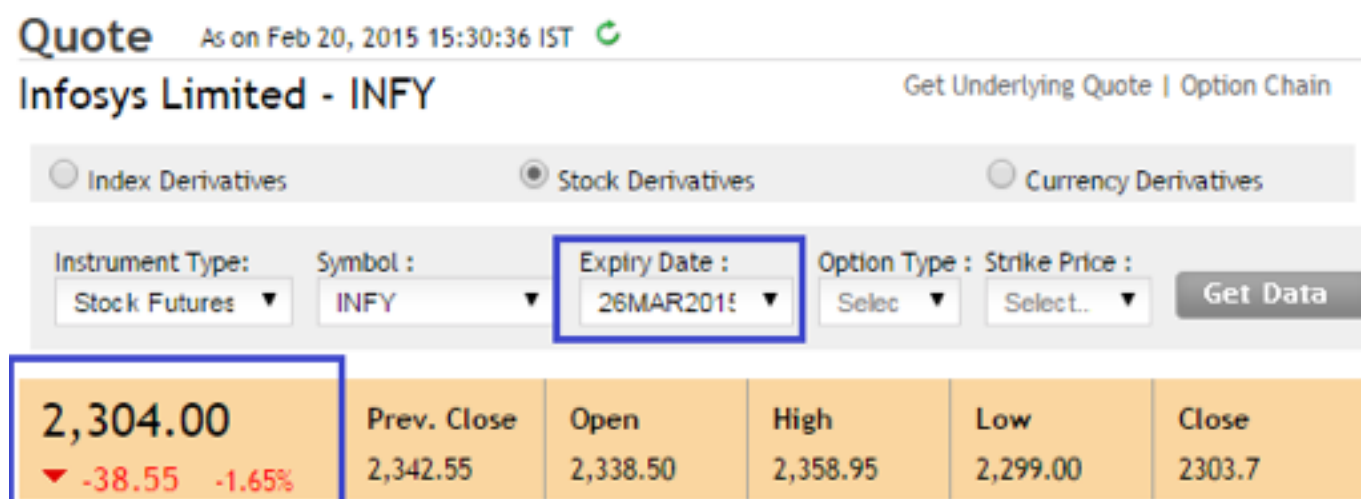 Quote As on Feb 20, 2015 15:30:36 IST
Infosys Limited - INFY Get Underlying Quote | Option Chain
Index Derivatives Stock Derivatives Currency Derivatives
Instrument Type: Symbol : Expiry Date : Option Type : Strike Price :
Stock Futures INFY 26MAR2015 Selec Select.. Get Data
2,304.00 Prev. Close Open High Low Close
-38.55 -1.65% 2,342.55 2,338.50 2,358.95 2,299.00 2303.7